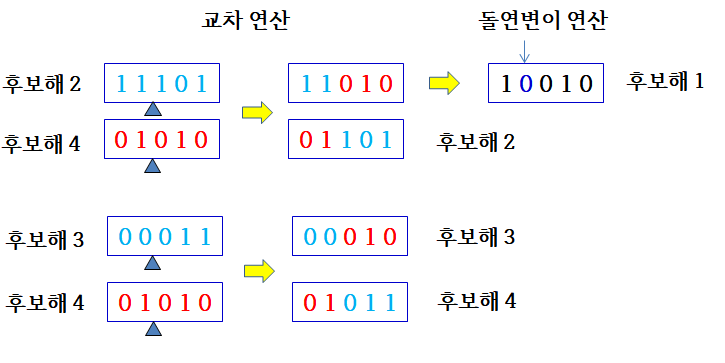 교차 연산 돌연변이 연산
후보해 2 1 1 1 0 1 1 1 0 1 0 1 0 0 1 0 후보해 1
후보해 4 0 1 0 1 0 0 1 1 0 1 후보해 2
후보해 3 0 0 0 1 1 0 0 0 1 0 후보해 3
후보해 4 0 1 0 1 0 0 1 0 1 1 후보해 4